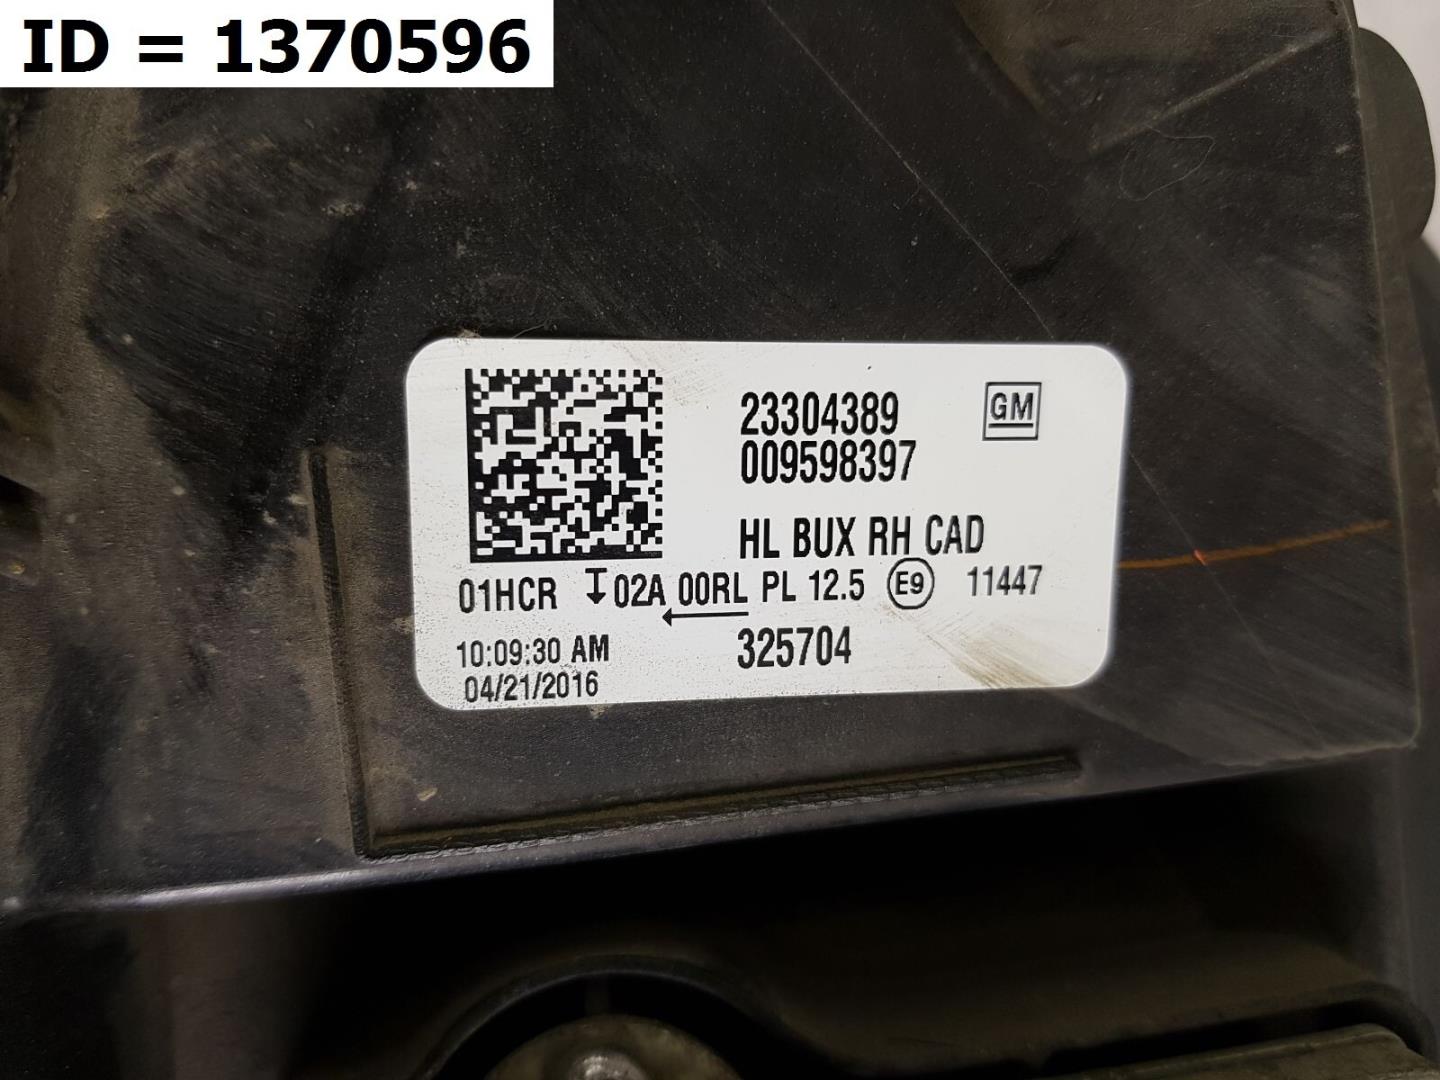 ID = 1370596
23304389
GM
009598397
HL BUX RH CAD
01HCR 02A 00RL PL 12.5 E9 11447
10:09:30 AM
325704
04/21/2016